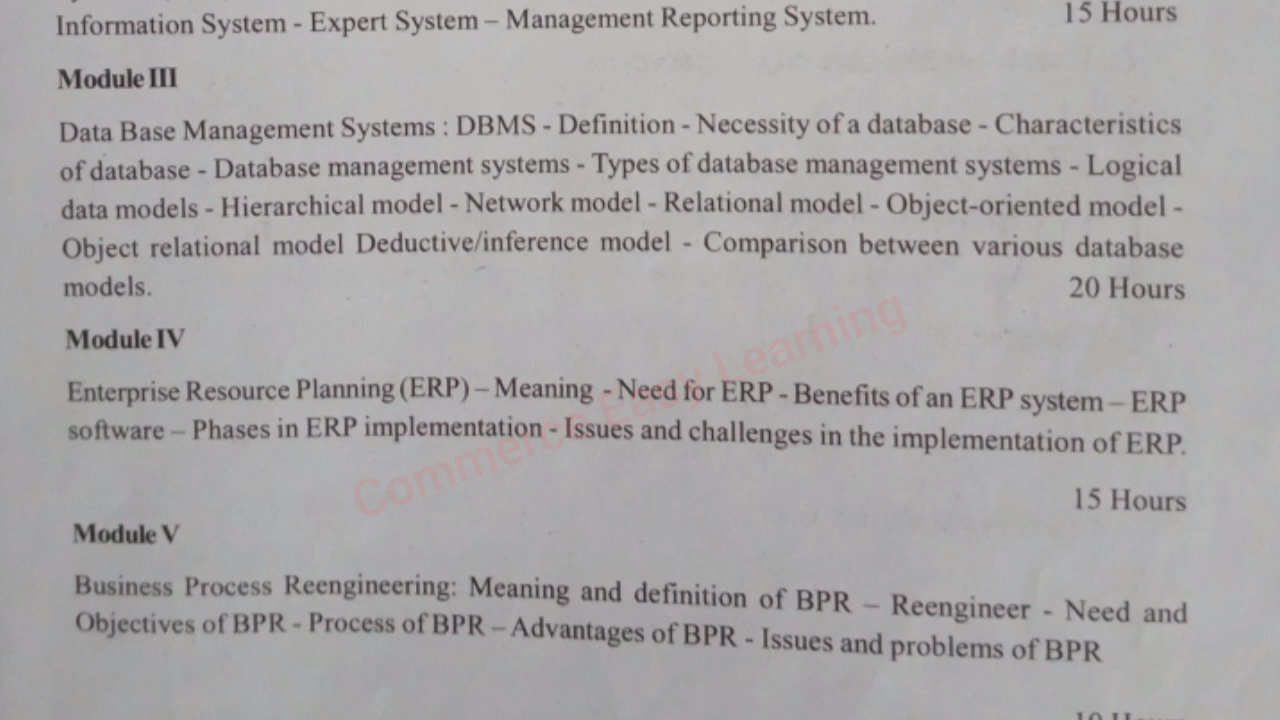 Information System - Expert System – Management Reporting System.
15 Hours
Module III
Data Base Management Systems : DBMS - Definition - Necessity of a database - Characteristics
of database - Database management systems - Types of database management systems - Logical
data models - Hierarchical model - Network model - Relational model - Object-oriented model -
Object relational model Deductive/inference model - Comparison between various database
models.
20 Hours
Module IV
Enterprise Resource Planning (ERP) – Meaning - Need for ERP - Benefits of an ERP system – ERP
software – Phases in ERP implementation - Issues and challenges in the implementation of ERP.
Commerce Easy Learning
15 Hours
Module V
Business Process Reengineering: Meaning and definition of BPR – Reengineer - Need and
Objectives of BPR - Process of BPR – Advantages of BPR - Issues and problems of BPR